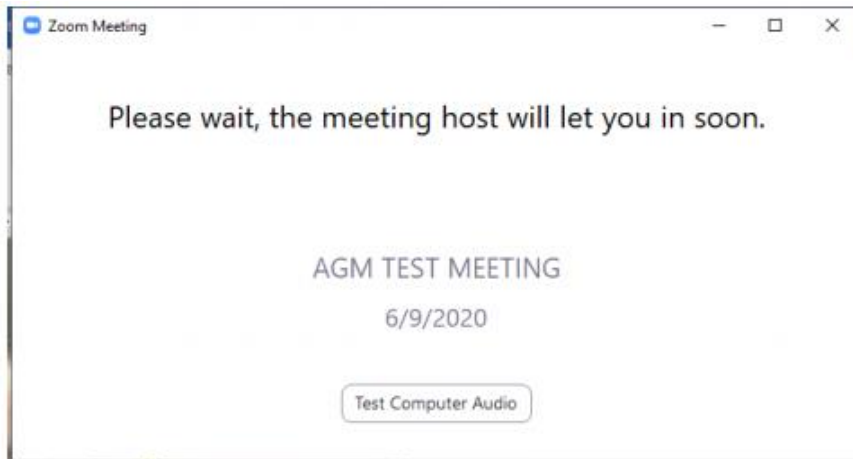 Zoom Meeting
Please wait, the meeting host will let you in soon.
AGM TEST MEETING
6/9/2020
Test Computer Audio